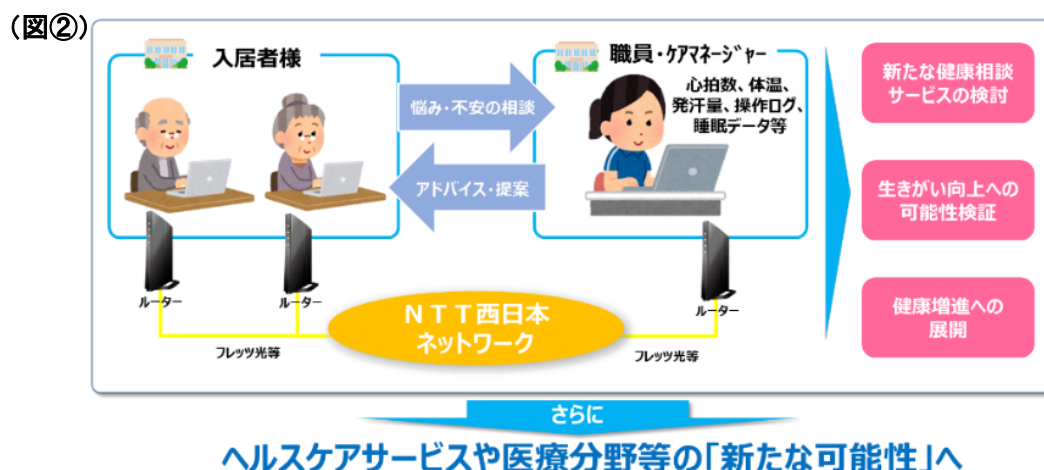 (図②)
入居者様
職員・ケアマネージャー
心拍数、体温、
発汗量、操作ログ、
睡眠データ等
悩み・不安の相談
アドバイス・提案
新たな健康相談
サービスの検討
生きがい向上への
可能性検証
健康増進への
展開
ルーター
ルーター
ルーター
NTT西日本
ネットワーク
フレッツ光等
フレッツ光等
さらに
ヘルスケアサービスや医療分野等の「新たな可能性」へ